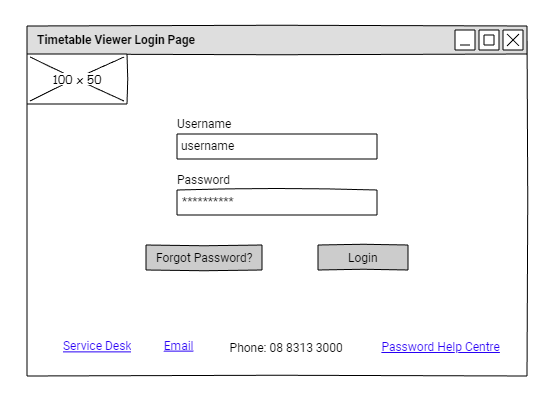 Timetable Viewer Login Page
100 x 50
Username
username
Password
**********
Forgot Password? Login
Service Desk Email Phone: 08 8313 3000 Password Help Centre